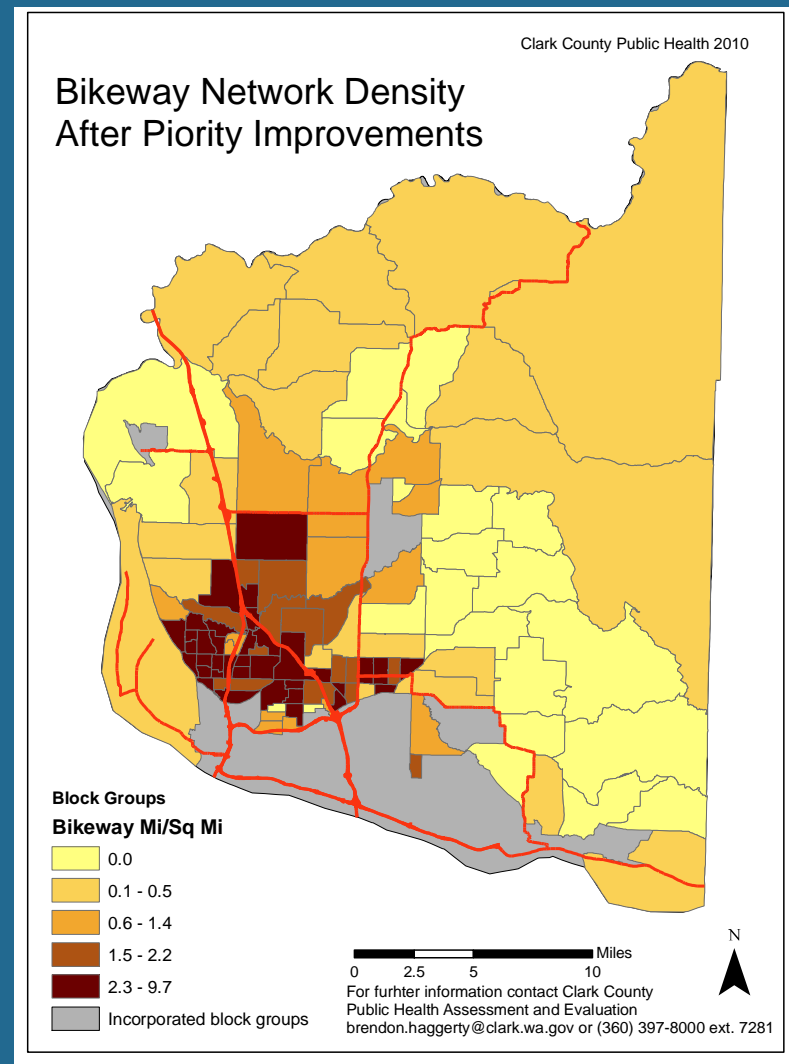 Clark County Public Health 2010
Bikeway Network Density
After Piority Improvements
Block Groups
Bikeway Mi/Sq Mi
0.0
0.1 - 0.5
0.6 - 1.4
1.5 - 2.2
2.3 - 9.7
Incorporated block groups
N
Miles
0 2.5 5 10
For furhter information contact Clark County
Public Health Assessment and Evaluation
brendon.haggerty@clark.wa.gov or (360) 397-8000 ext. 7281